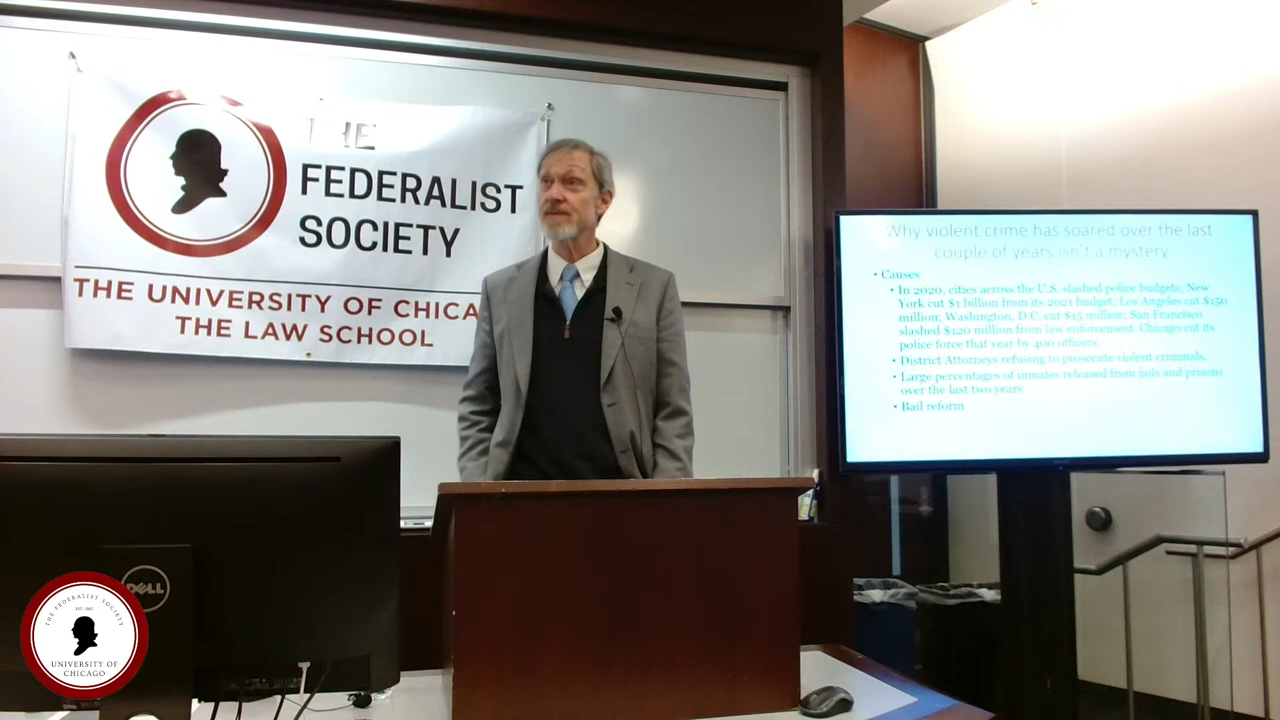 THE
FEDERALIST
SOCIETY
THE UNIVERSITY OF CHICA
THE LAW SCHOOL
Why violent crime has soared over the last
couple of years isn't a mystery
• Causes
• In 2020, cities across the U.S. slashed police budgets; New
York cut $1 billion from its 2021 budget; Los Angeles cut $150
million; Washington, D.C. cut $15 million; San Francisco
slashed $120 million from law enforcement. Chicago cut its
police force that year by 400 officers.
• District Attorneys refusing to prosecute violent criminals.
• Large percentages of inmates released from jails and prisons
over the last two years
• Bail reform
DELL
THE FEDERALIST SOCIETY
EST. 1982
UNIVERSITY OF
CHICAGO